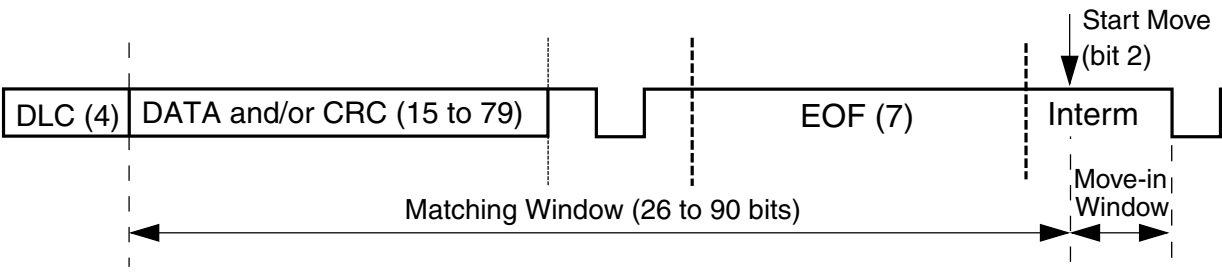 Start Move
(bit 2)
DLC (4)
DATA and/or CRC (15 to 79)
EOF (7)
Interm
Move-in
Window
Matching Window (26 to 90 bits)